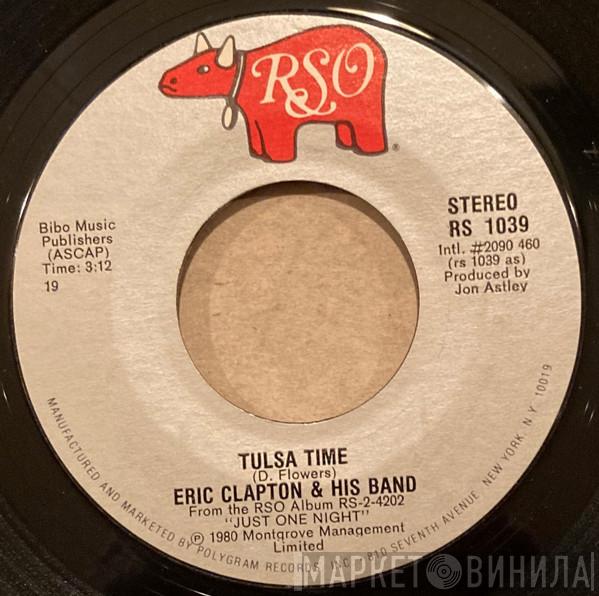 RSO
®
Bibo Music
Publishers
(ASCAP)
Time: 3:12
19
STEREO
RS 1039
Intl. #2090 460
(rs 1039 as)
Produced by
Jon Astley
TULSA TIME
(D. Flowers)
ERIC CLAPTON & HIS BAND
From the RSO Album RS-2-4202
"JUST ONE NIGHT"
℗ 1980 Montgrove Management
Limited
MANUFACTURED AND MARKETED BY POLYGRAM RECORDS, INC., 810 SEVENTH AVENUE, NEW YORK, N.Y. 10019
МАРКЕТ ВИНИЛА